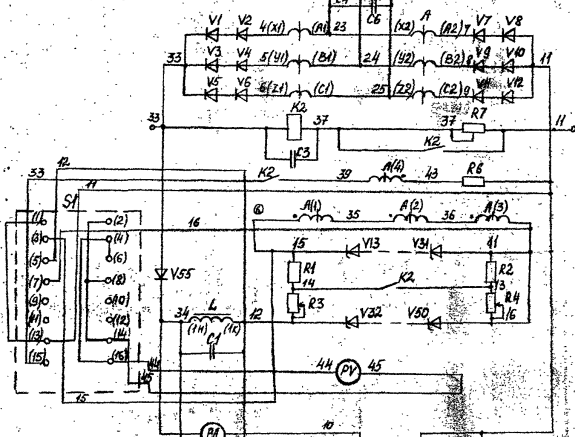 C6
V1 V2 4(X1) (A1) 23 (X2) A (A2) 7 V7 V8
33 V3 V4 5(Y1) (B1) 24 (Y2) (B2) 8 V9 V10 11
V5 V6 6(Z1) (C1) 25 (Z2) (C2) 9 V11 V12
33 K2 37 37 R7 11
C3 K2
33 12 K2 39 A(4) 43 R6
11
S1 16 A(1) 35 A(2) 36 A(3)
(1) (2)
(3) (4) 15 V13 V31 11
(5) (6) R1 R2
(7) (8) V55 14 K2 13
(9) (10) R3 R4
(11) (12) 34 L 12 V32 V50 16
(13) (14) (1H) (1K)
(15) (16) C1
44 44 PV 45
45
15
10
PA